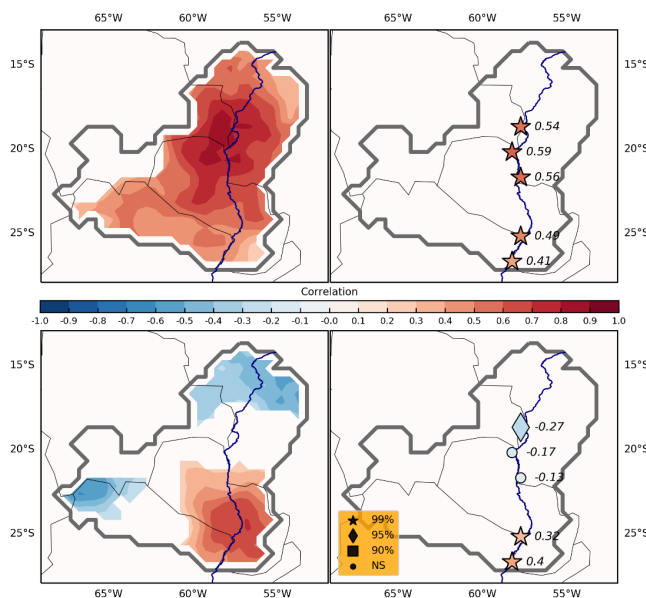 65°W 60°W 55°W 65°W 60°W 55°W
15°S 15°S
0.54
20°S 0.59 20°S
0.56
25°S 0.49 25°S
0.41
Correlation
-1.0 -0.9 -0.8 -0.7 -0.6 -0.5 -0.4 -0.3 -0.2 -0.1 -0.0 0.1 0.2 0.3 0.4 0.5 0.6 0.7 0.8 0.9 1.0
15°S 15°S
-0.27
20°S -0.17 20°S
-0.13
25°S 99% 0.32 25°S
95%
90% 0.4
NS
65°W 60°W 55°W 65°W 60°W 55°W